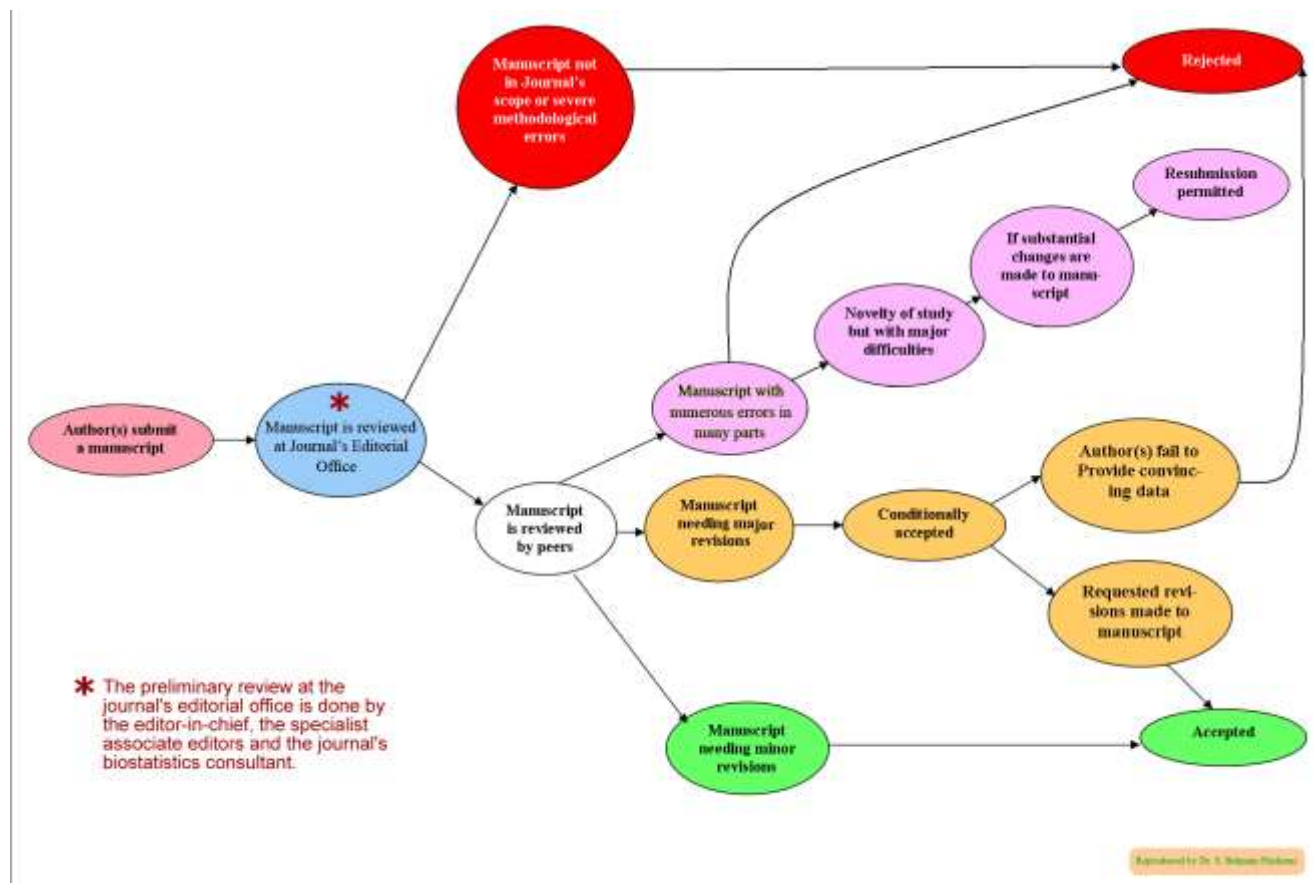 Manuscript not
in Journal's
scope or severe
methodological
errors
Rejected
Resubmission
permitted
If substantial
changes are
made to manu-
script
Novelty of study
but with major
difficulties
Manuscript with
numerous errors in
many parts
Author(s) submit
a manuscript
*
Manuscript is reviewed
at Journal's Editorial
Office
Manuscript
is reviewed
by peers
Manuscript
needing major
revisions
Conditionally
accepted
Author(s) fail to
Provide convinc-
ing data
Requested revi-
sions made to
manuscript
Manuscript
needing minor
revisions
Accepted
* The preliminary review at the
journal's editorial office is done by
the editor-in-chief, the specialist
associate editors and the journal's
biostatistics consultant.
Reproduced by Dr. S.